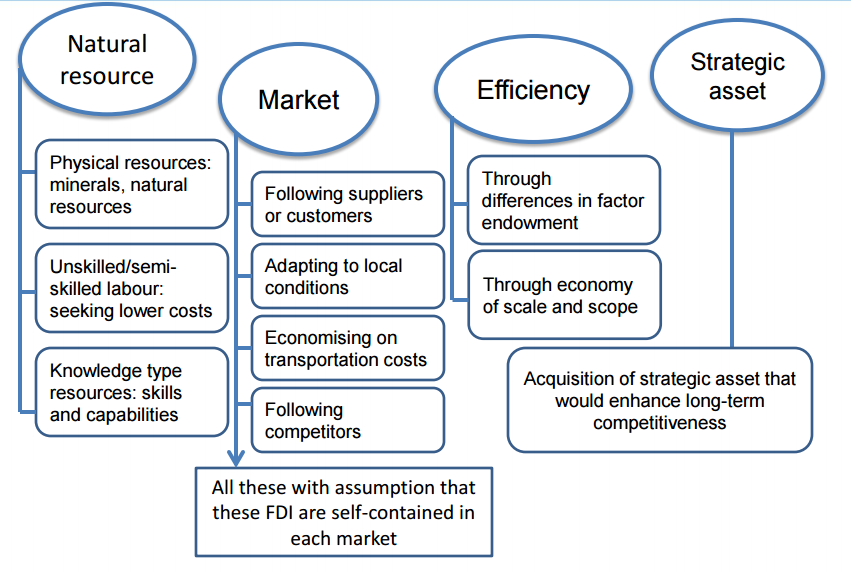 Natural
resource
Physical resources:
minerals, natural
resources
Unskilled/semi-
skilled labour:
seeking lower costs
Knowledge type
resources: skills
and capabilities
Market
Following suppliers
or customers
Adapting to local
conditions
Economising on
transportation costs
Following
competitors
All these with assumption that
these FDI are self-contained in
each market
Efficiency
Through
differences in factor
endowment
Through economy
of scale and scope
Strategic
asset
Acquisition of strategic asset that
would enhance long-term
competitiveness